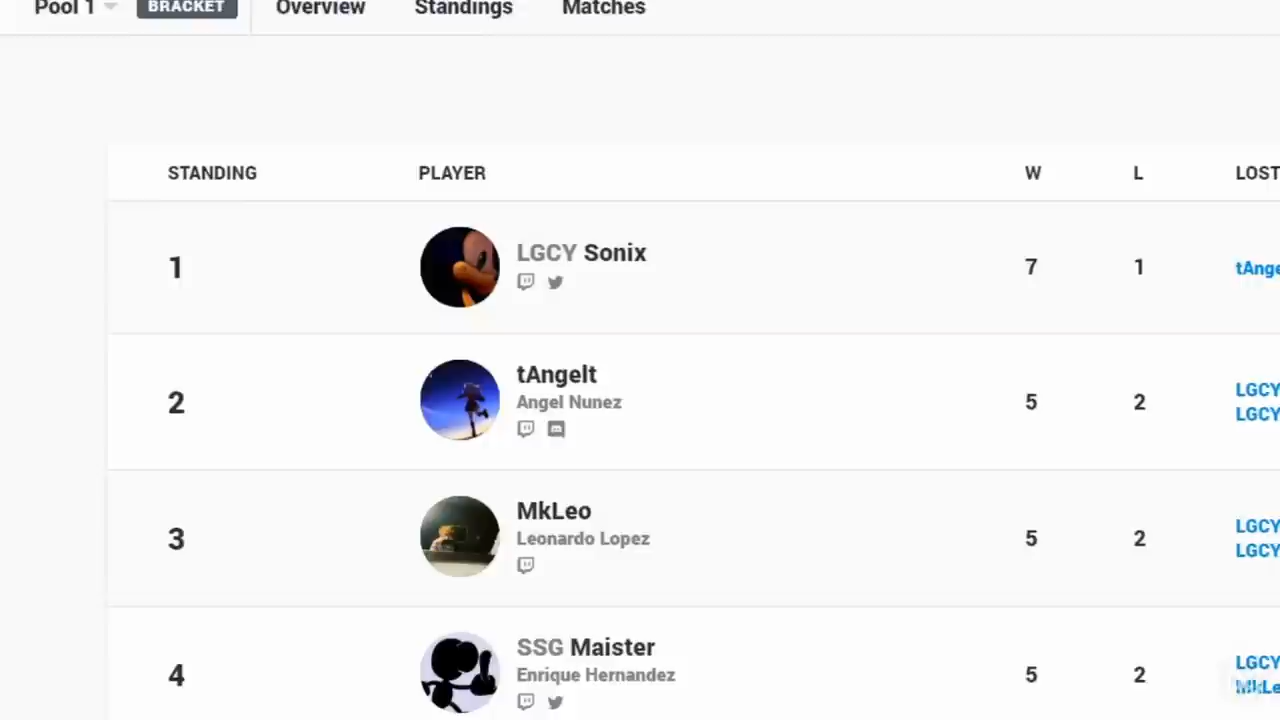 Pool 1 BRACKET Overview Standings Matches
STANDING PLAYER W L LOST
1 LGCY Sonix 7 1 tAnge
2 tAngelt 5 2 LGCY
Angel Nunez LGCY
3 MkLeo 5 2 LGCY
Leonardo Lopez LGCY
4 SSG Maister 5 2 LGCY
Enrique Hernandez MkLe